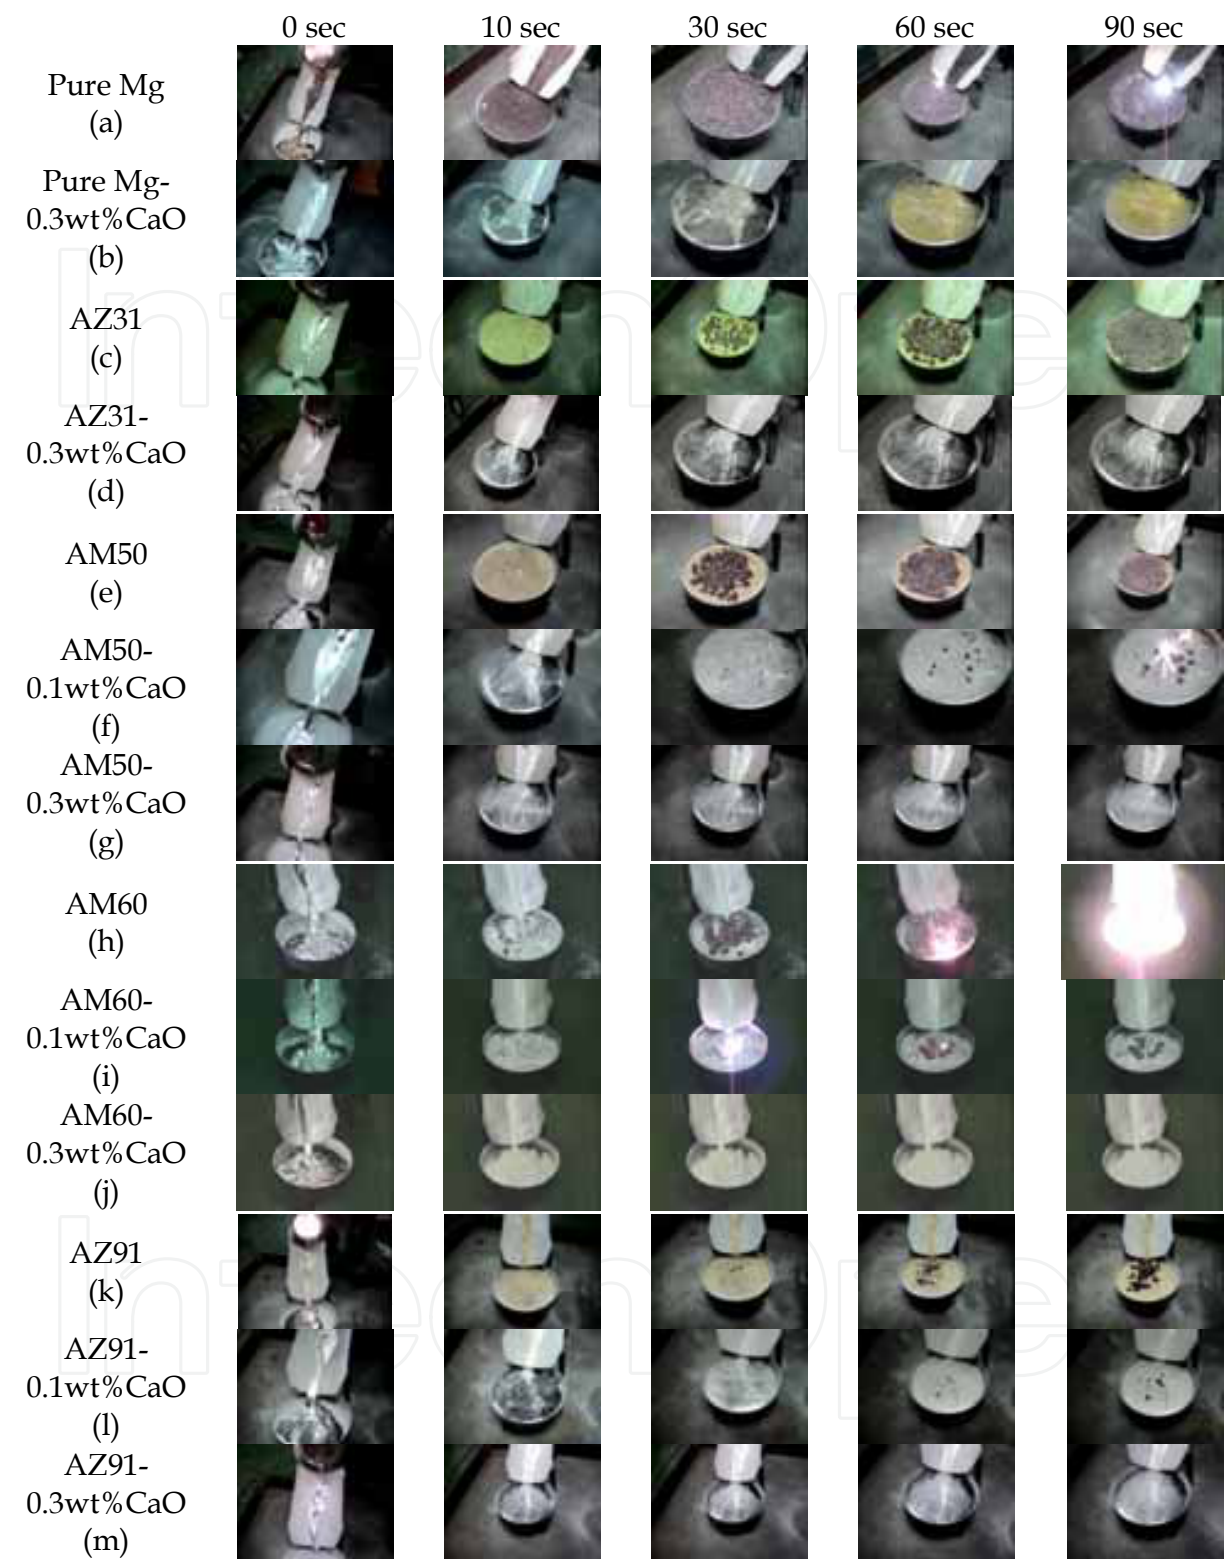 0 sec 10 sec 30 sec 60 sec 90 sec
Pure Mg
(a)
Pure Mg-
0.3wt%CaO
(b)
AZ31
(c)
AZ31-
0.3wt%CaO
(d)
AM50
(e)
AM50-
0.1wt%CaO
(f)
AM50-
0.3wt%CaO
(g)
AM60
(h)
AM60-
0.1wt%CaO
(i)
AM60-
0.3wt%CaO
(j)
AZ91
(k)
AZ91-
0.1wt%CaO
(l)
AZ91-
0.3wt%CaO
(m)